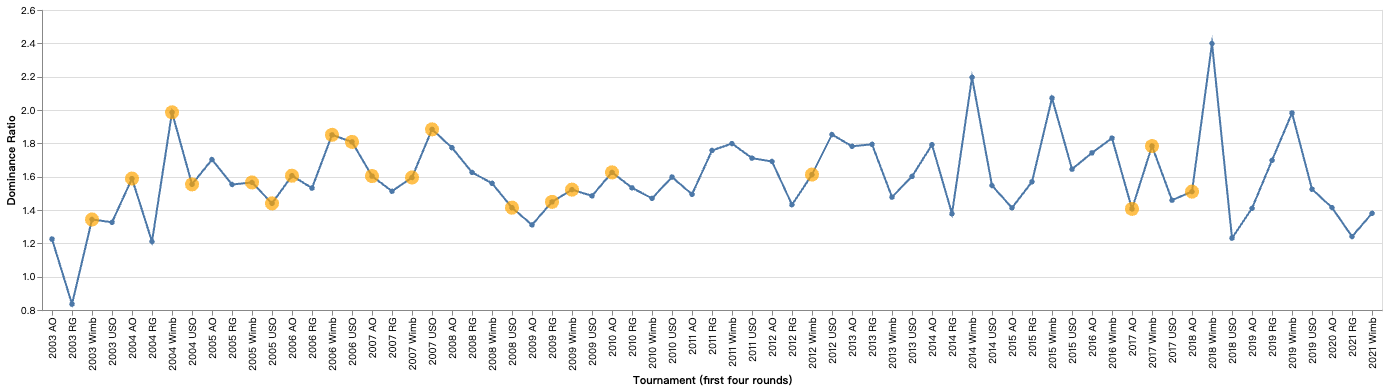 2.6
2.4
2.2
2.0
1.8
1.6
1.4
1.2
1.0
0.8
Dominance Ratio
2003 AO
2003 RG
2003 Wimb
2003 USO
2004 AO
2004 RG
2004 Wimb
2004 USO
2005 AO
2005 RG
2005 Wimb
2005 USO
2006 AO
2006 RG
2006 Wimb
2006 USO
2007 AO
2007 RG
2007 Wimb
2007 USO
2008 AO
2008 RG
2008 Wimb
2008 USO
2009 AO
2009 RG
2009 Wimb
2009 USO
2010 AO
2010 RG
2010 Wimb
2010 USO
2011 AO
2011 RG
2011 Wimb
2011 USO
2012 AO
2012 RG
2012 Wimb
2012 USO
2013 AO
2013 RG
2013 Wimb
2013 USO
2014 AO
2014 RG
2014 Wimb
2014 USO
2015 AO
2015 RG
2015 Wimb
2015 USO
2016 AO
2016 Wimb
2017 AO
2017 Wimb
2017 USO
2018 AO
2018 Wimb
2018 USO
2019 AO
2019 RG
2019 Wimb
2019 USO
2020 AO
2021 RG
2021 Wimb
Tournament (first four rounds)